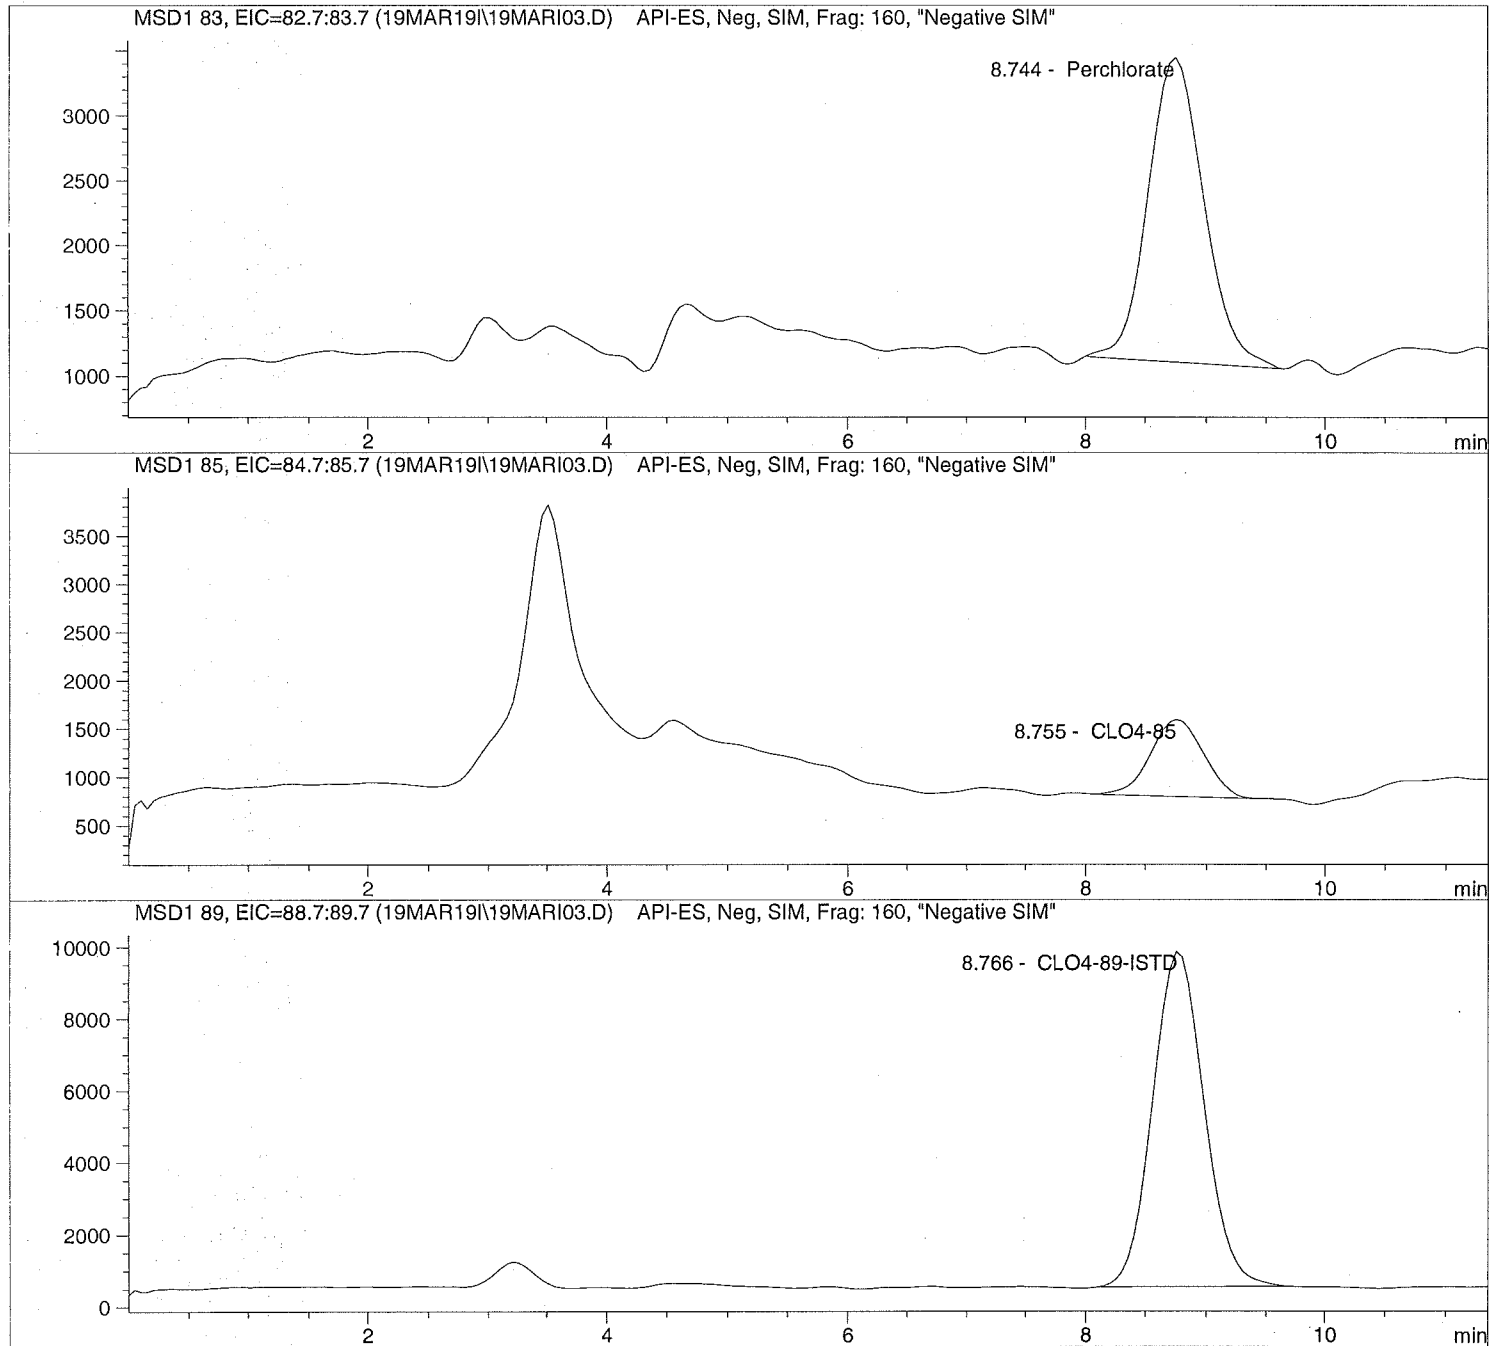 MSD1 83, EIC=82.7:83.7 (19MAR19I\19MARI03.D) API-ES, Neg, SIM, Frag: 160, "Negative SIM"
8.744 - Perchlorate
3000
2500
2000
1500
1000
2 4 6 8 10 min
MSD1 85, EIC=84.7:85.7 (19MAR19I\19MARI03.D) API-ES, Neg, SIM, Frag: 160, "Negative SIM"
3500
3000
2500
2000
1500
8.755 - CLO4-85
1000
500
2 4 6 8 10 min
MSD1 89, EIC=88.7:89.7 (19MAR19I\19MARI03.D) API-ES, Neg, SIM, Frag: 160, "Negative SIM"
10000
8.766 - CLO4-89-ISTD
8000
6000
4000
2000
0
2 4 6 8 10 min